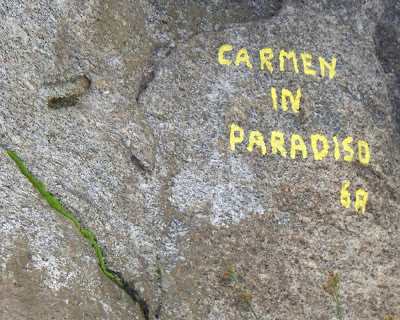 CARMEN
IN
PARADISO
6A